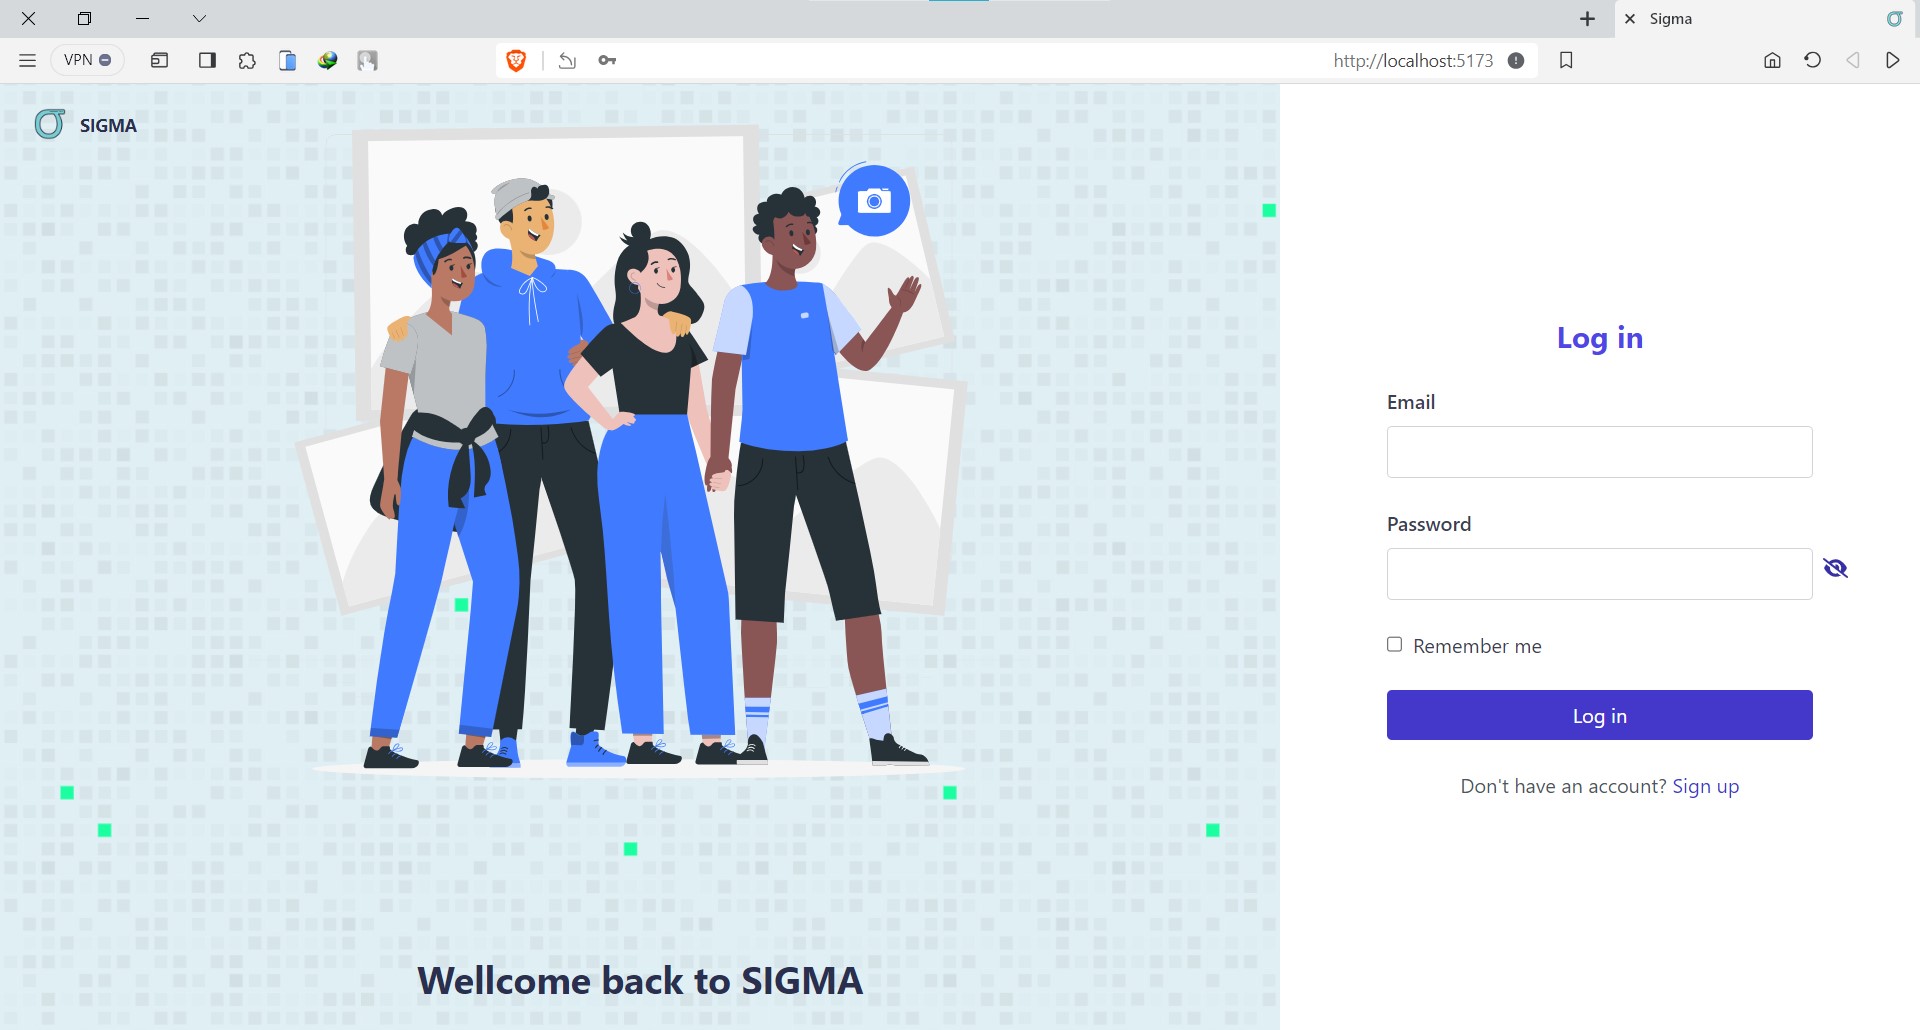 Sigma
VPN
http://localhost:5173
SIGMA
Wellcome back to SIGMA
Log in
Email
Password
Remember me
Log in
Don't have an account? Sign up